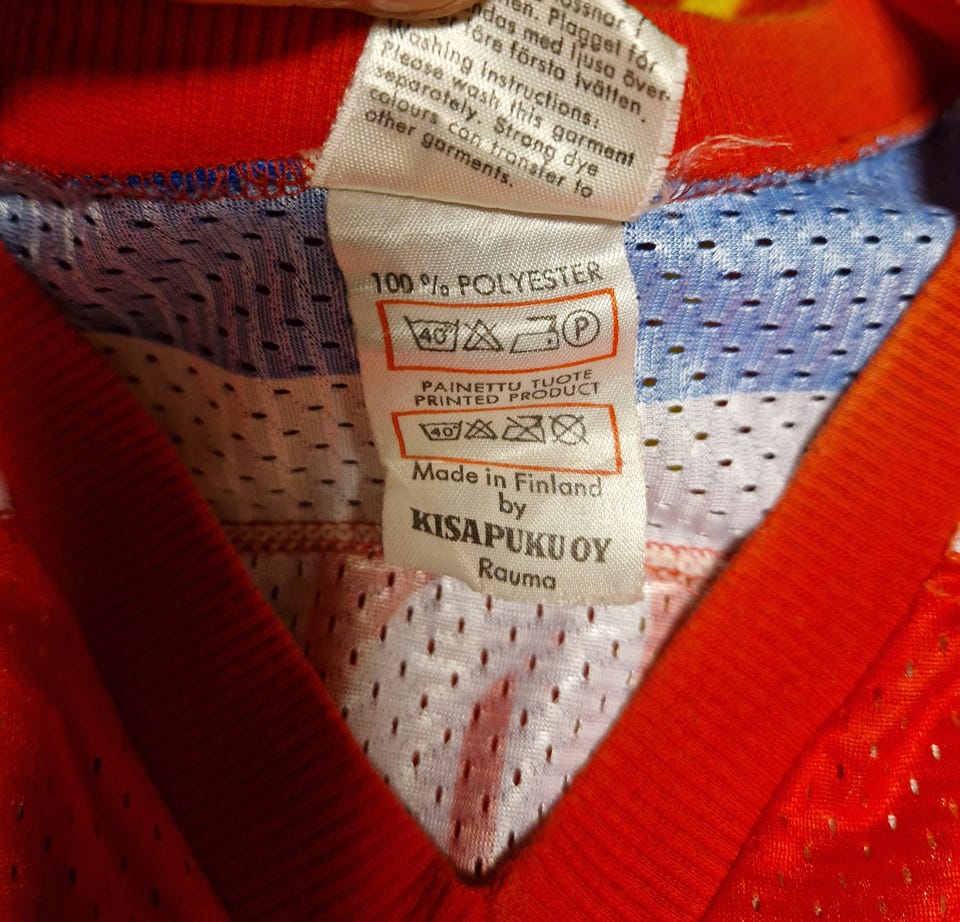 men. Plagget för
ndas med ljusa över-
före första tvätten.
Washing Instructions:
Please wash this garment
separately. Strong dye
colours can transfer to
other garments.
100 % POLYESTER
40°
P
PAINETTU TUOTE
PRINTED PRODUCT
40°
Made in Finland
by
KISAPUKU OY
Rauma